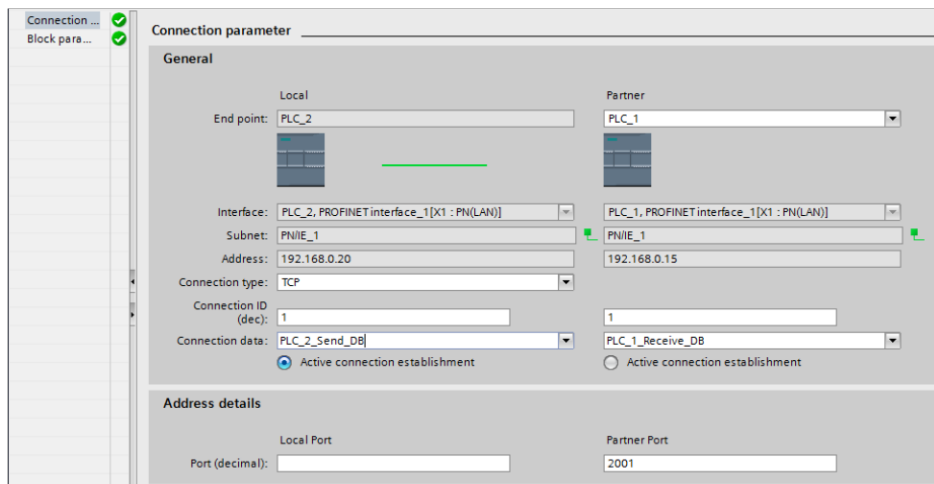 Connection ...
Block para...
Connection parameter
General
Local Partner
End point: PLC_2 PLC_1
Interface: PLC_2, PROFINET interface_1[X1 : PN(LAN)] PLC_1, PROFINET interface_1[X1 : PN(LAN)]
Subnet: PN/IE_1 PN/IE_1
Address: 192.168.0.20 192.168.0.15
Connection type: TCP
Connection ID
(dec): 1 1
Connection data: PLC_2_Send_DB PLC_1_Receive_DB
Active connection establishment Active connection establishment
Address details
Local Port Partner Port
Port (decimal): 2001